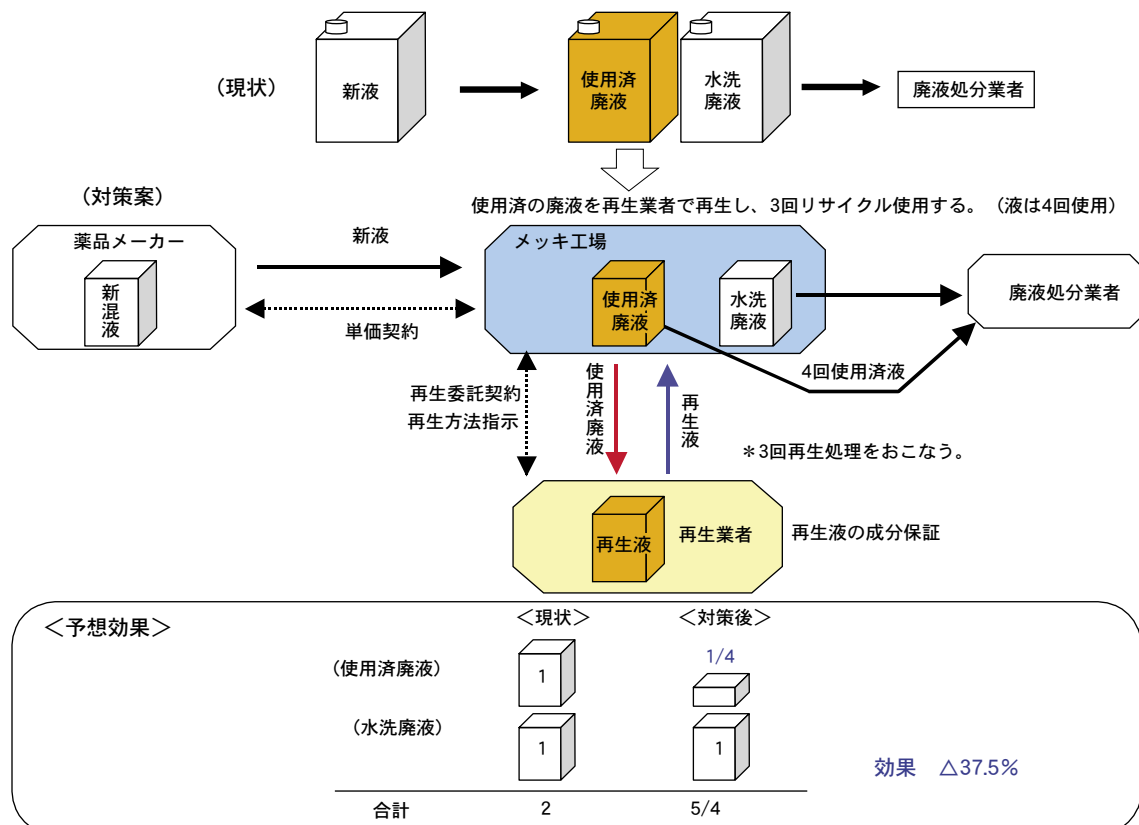 （現状）
新液
使用済
廃液
水洗
廃液
廃液処分業者
（対策案）
使用済の廃液を再生業者で再生し、3回リサイクル使用する。（液は4回使用）
薬品メーカー
新混液
新液
単価契約
メッキ工場
使用済
廃液
水洗
廃液
廃液処分業者
4回使用済液
再生委託契約
再生方法指示
使用済廃液
再生液
＊3回再生処理をおこなう。
再生液
再生業者
再生液の成分保証
＜予想効果＞
＜現状＞
＜対策後＞
（使用済廃液）
1
1/4
（水洗廃液）
1
1
効果　△37.5%
合計
2
5/4